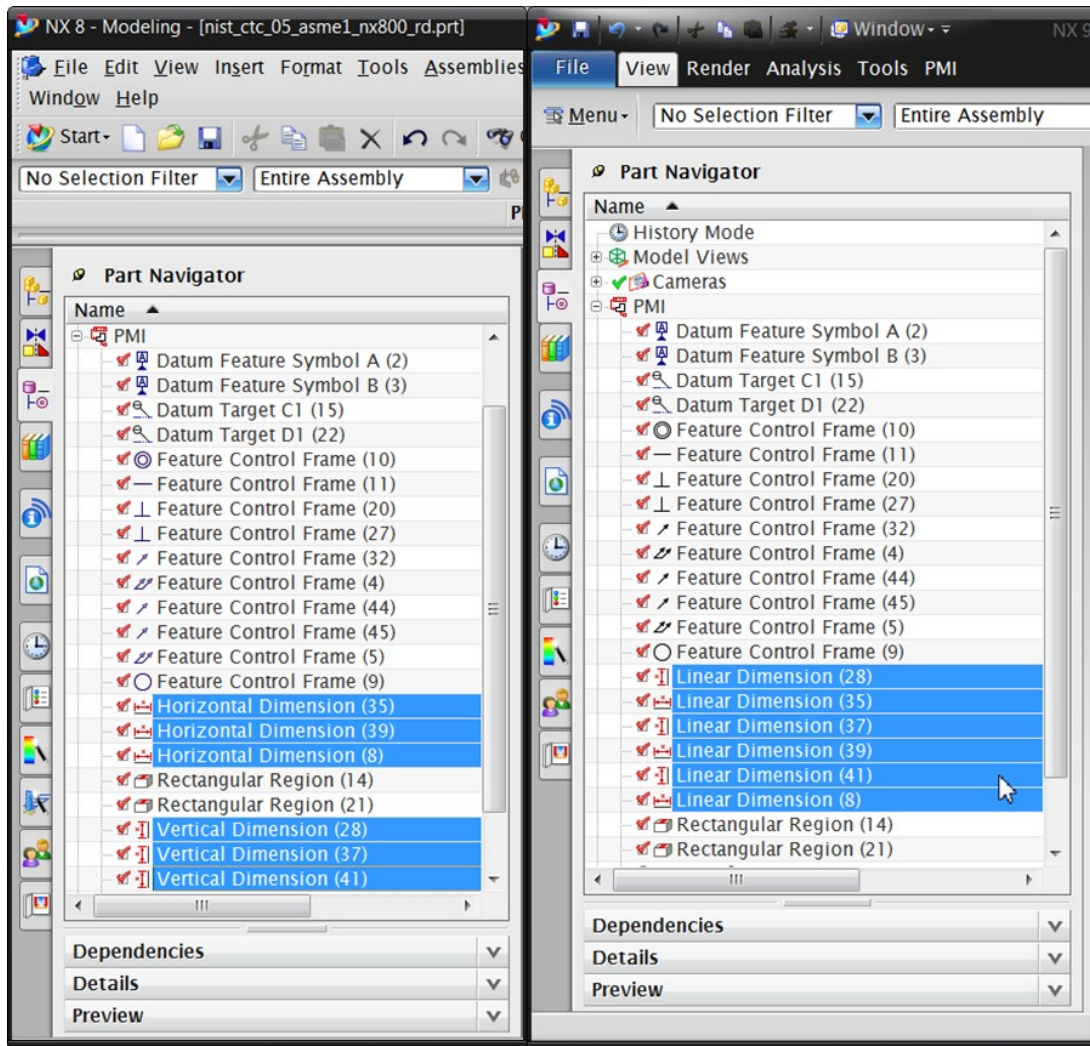 NX 8 - Modeling - [nist_ctc_05_asme1_nx800_rd.prt]
File Edit View Insert Format Tools Assemblies
Window Help
Start
No Selection Filter Entire Assembly
Part Navigator
Name
PMI
Datum Feature Symbol A (2)
Datum Feature Symbol B (3)
Datum Target C1 (15)
Datum Target D1 (22)
Feature Control Frame (10)
Feature Control Frame (11)
Feature Control Frame (20)
Feature Control Frame (27)
Feature Control Frame (32)
Feature Control Frame (4)
Feature Control Frame (44)
Feature Control Frame (45)
Feature Control Frame (5)
Feature Control Frame (9)
Horizontal Dimension (35)
Horizontal Dimension (39)
Horizontal Dimension (8)
Rectangular Region (14)
Rectangular Region (21)
Vertical Dimension (28)
Vertical Dimension (37)
Vertical Dimension (41)
Dependencies
Details
Preview
Window NX 9
File View Render Analysis Tools PMI
Menu No Selection Filter Entire Assembly
Part Navigator
Name
History Mode
Model Views
Cameras
PMI
Datum Feature Symbol A (2)
Datum Feature Symbol B (3)
Datum Target C1 (15)
Datum Target D1 (22)
Feature Control Frame (10)
Feature Control Frame (11)
Feature Control Frame (20)
Feature Control Frame (27)
Feature Control Frame (32)
Feature Control Frame (4)
Feature Control Frame (44)
Feature Control Frame (45)
Feature Control Frame (5)
Feature Control Frame (9)
Linear Dimension (28)
Linear Dimension (35)
Linear Dimension (37)
Linear Dimension (39)
Linear Dimension (41)
Linear Dimension (8)
Rectangular Region (14)
Rectangular Region (21)
Dependencies
Details
Preview